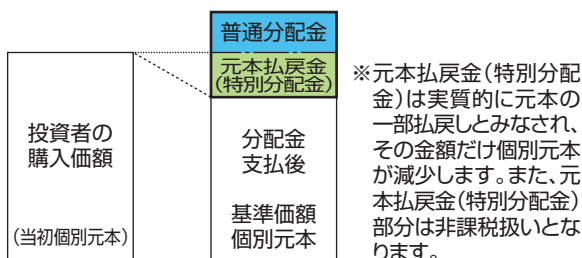 普通分配金
元本払戻金
(特別分配金)
投資者の
購入価額
(当初個別元本)
分配金
支払後
基準価額
個別元本
※元本払戻金(特別分配
金)は実質的に元本の
一部払戻しとみなされ、
その金額だけ個別元本
が減少します。また、元
本払戻金(特別分配金)
部分は非課税扱いとな
ります。